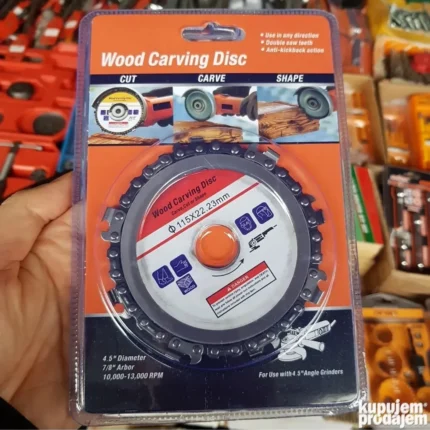 Wood Carving Disc
• Use in any direction
• Double saw teeth
• Anti-kickback action
CUT
CARVE
SHAPE
Wood Carving Disc
Φ 115X22.23mm
DANGER
4.5" Diameter
7/8" Arbor
10,000-13,000 RPM
For Use with 4.5" Angle Grinders
kupujem
prodajem